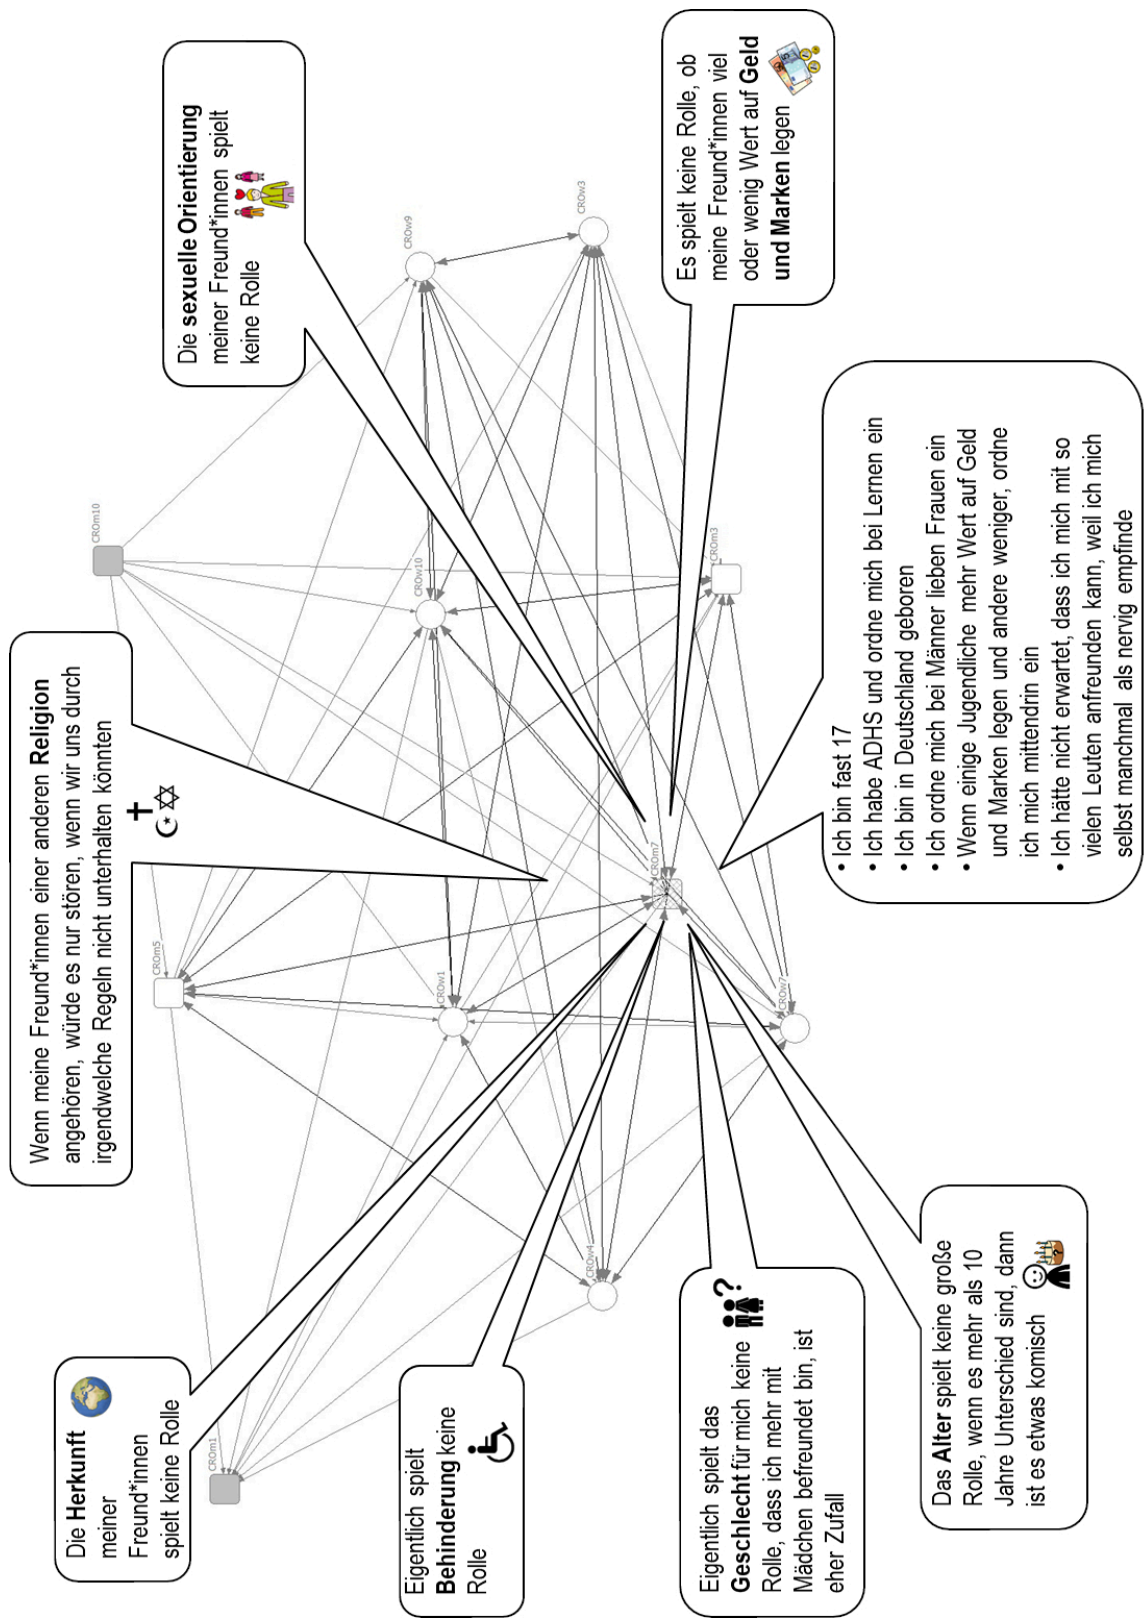 Die Herkunft
meiner
Freund*innen
spielt keine Rolle
Wenn meine Freund*innen einer anderen Religion
angehören, würde es nur stören, wenn wir uns durch
irgendwelche Regeln nicht unterhalten könnten
Die sexuelle Orientierung
meiner Freund*innen spielt
keine Rolle
CROm10
CROm5
CROm1
CROw9
CROw10
CROw1
Eigentlich spielt
Behinderung keine
Rolle
CROw3
CROw4
CROm7
CROm3
CROw7
Eigentlich spielt das
Geschlecht für mich keine
Rolle, dass ich mehr mit
Mädchen befreundet bin, ist
eher Zufall
Es spielt keine Rolle, ob
meine Freund*innen viel
oder wenig Wert auf Geld
und Marken legen
Das Alter spielt keine große
Rolle, wenn es mehr als 10
Jahre Unterschied sind, dann
ist es etwas komisch
• Ich bin fast 17
• Ich habe ADHS und ordne mich bei Lernen ein
• Ich bin in Deutschland geboren
• Ich ordne mich bei Männer lieben Frauen ein
• Wenn einige Jugendliche mehr Wert auf Geld
und Marken legen und andere weniger, ordne
ich mich mittendrin ein
• Ich hätte nicht erwartet, dass ich mich mit so
vielen Leuten anfreunden kann, weil ich mich
selbst manchmal als nervig empfinde